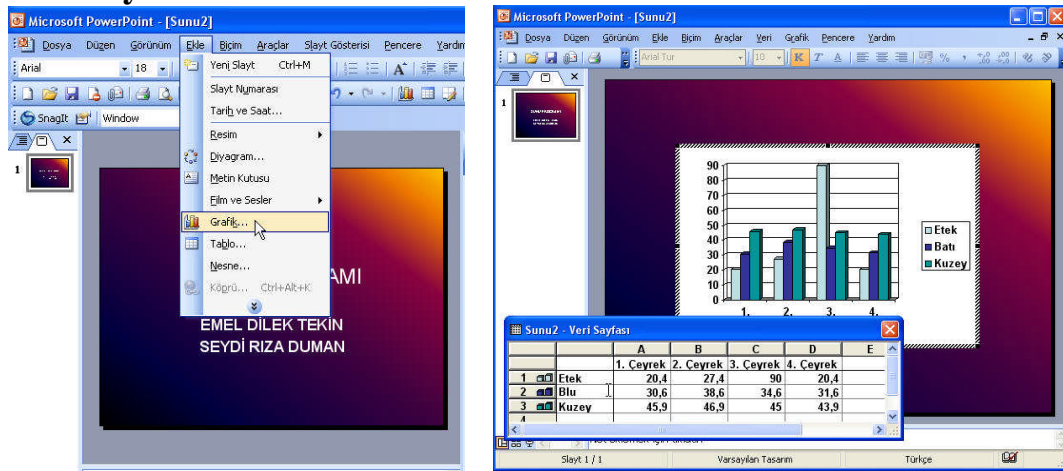 Microsoft PowerPoint - [Sunu2]
Dosya Düzen Görünüm Ekle Biçim Araçlar Slayt Gösterisi Pencere Yardım
Arial 18
SnagIt Window
1
Yeni Slayt Ctrl+M
Slayt Numarası
Tarih ve Saat...
Resim
Diyagram...
Metin Kutusu
Film ve Sesler
Grafik...
Tablo...
Nesne...
Köprü... Ctrl+Alt+K
AMI
EMEL DİLEK TEKİN
SEYDİ RIZA DUMAN
Microsoft PowerPoint - [Sunu2]
Dosya Düzen Görünüm Ekle Biçim Araçlar Veri Grafik Pencere Yardım
Arial Tur 10 K T A
1
90
80
70
60
50
40
30
20
10
0
1. 2. 3. 4.
Etek
Batı
Kuzey
Sunu2 - Veri Sayfası
A B C D E
1. Çeyrek 2. Çeyrek 3. Çeyrek 4. Çeyrek
1 Etek 20,4 27,4 90 20,4
2 Blu 30,6 38,6 34,6 31,6
3 Kuzey 45,9 46,9 45 43,9
4
Slayt 1 / 1 Varsayılan Tasarım Türkçe